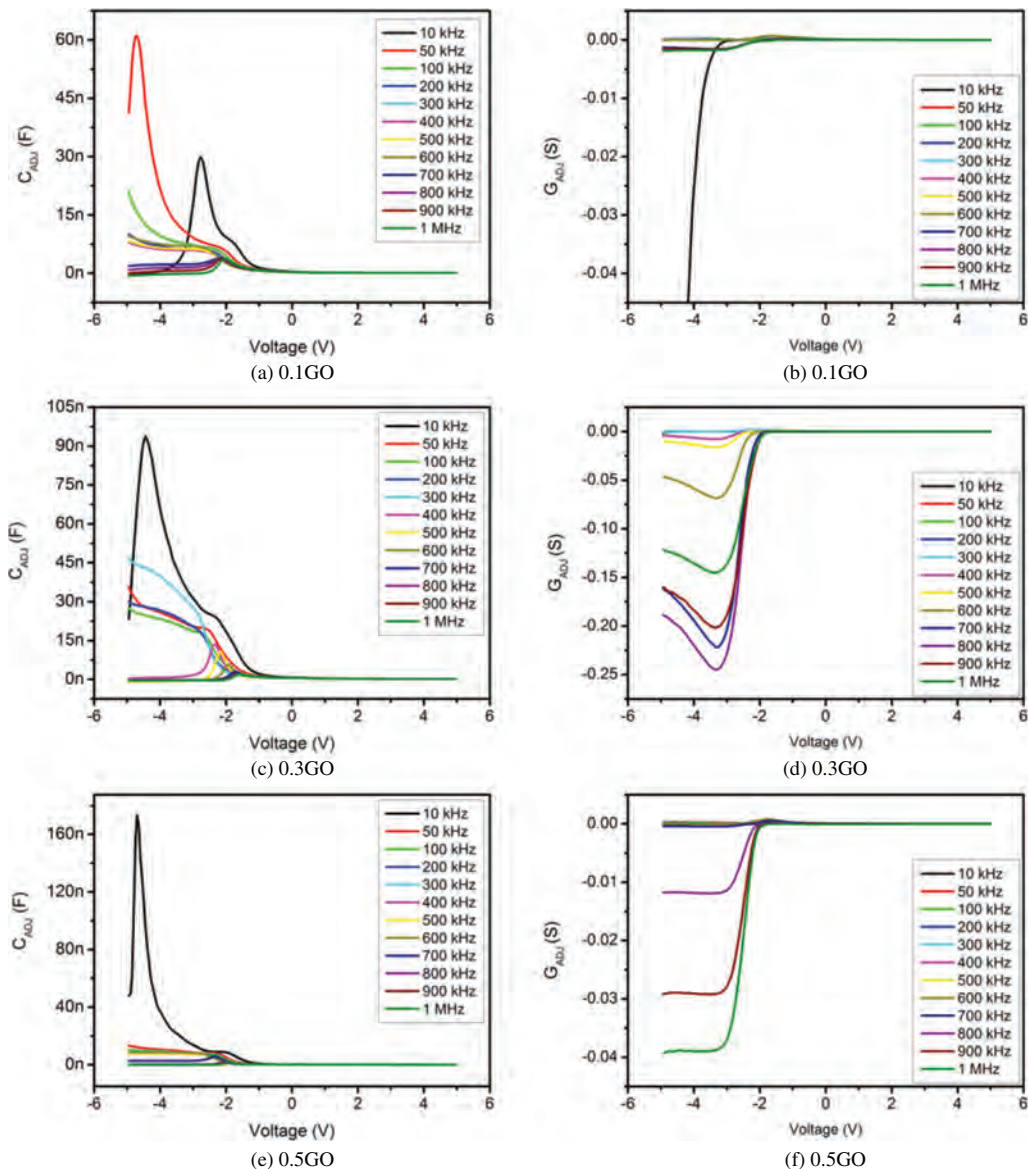 60n
45n
30n
15n
0n
C_ADJ (F)
10 kHz
50 kHz
100 kHz
200 kHz
300 kHz
400 kHz
500 kHz
600 kHz
700 kHz
800 kHz
900 kHz
1 MHz
-6 -4 -2 0 2 4 6
Voltage (V)
(a) 0.1GO
0.00
-0.01
-0.02
-0.03
-0.04
G_ADJ (S)
10 kHz
50 kHz
100 kHz
200 kHz
300 kHz
400 kHz
500 kHz
600 kHz
700 kHz
800 kHz
900 kHz
1 MHz
-6 -4 -2 0 2 4 6
Voltage (V)
(b) 0.1GO
105n
90n
75n
60n
45n
30n
15n
0n
C_ADJ (F)
10 kHz
50 kHz
100 kHz
200 kHz
300 kHz
400 kHz
500 kHz
600 kHz
700 kHz
800 kHz
900 kHz
1 MHz
-6 -4 -2 0 2 4 6
Voltage (V)
(c) 0.3GO
0.00
-0.05
-0.10
-0.15
-0.20
-0.25
G_ADJ (S)
10 kHz
50 kHz
100 kHz
200 kHz
300 kHz
400 kHz
500 kHz
600 kHz
700 kHz
800 kHz
900 kHz
1 MHz
-6 -4 -2 0 2 4 6
Voltage (V)
(d) 0.3GO
160n
120n
80n
40n
0n
C_ADJ (F)
10 kHz
50 kHz
100 kHz
200 kHz
300 kHz
400 kHz
500 kHz
600 kHz
700 kHz
800 kHz
900 kHz
1 MHz
-6 -4 -2 0 2 4 6
Voltage (V)
(e) 0.5GO
0.00
-0.01
-0.02
-0.03
-0.04
G_ADJ (S)
10 kHz
50 kHz
100 kHz
200 kHz
300 kHz
400 kHz
500 kHz
600 kHz
700 kHz
800 kHz
900 kHz
1 MHz
-6 -4 -2 0 2 4 6
Voltage (V)
(f) 0.5GO